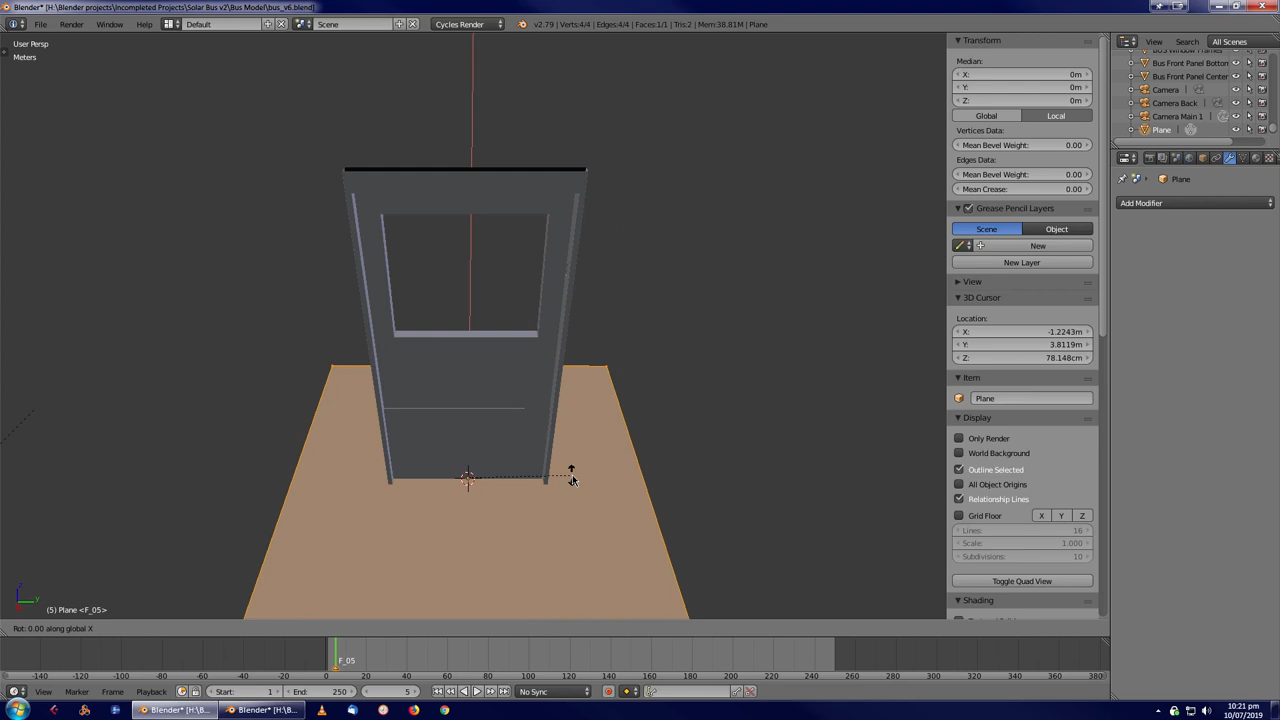 Blender* [H:\Blender projects\Incompleted Projects\Solar Bus v2\Bus Model\bus_v6.blend]
File Render Window Help Default Scene Cycles Render v2.79 | Verts:4/4 | Edges:4/4 | Faces:1/1 | Tris:2 | Mem:38.81M | Plane
View Search All Scenes
User Persp
Meters
Transform
Median:
X: 0m
Y: 0m
Z: 0m
Global Local
Vertices Data:
Mean Bevel Weight: 0.00
Edges Data:
Mean Bevel Weight: 0.00
Mean Crease: 0.00
Grease Pencil Layers
Scene Object
New
New Layer
View
3D Cursor
Location:
X: -1.2243m
Y: 3.8119m
Z: 78.148cm
Item
Plane
Display
Only Render
World Background
Outline Selected
All Object Origins
Relationship Lines
Grid Floor X Y Z
Lines: 16
Scale: 1.000
Subdivisions: 10
Toggle Quad View
Shading
Bus Front Panel Botton
Bus Front Panel Center
Camera
Camera Back
Camera Main 1
Plane
Plane
Add Modifier
(5) Plane <F_05>
Rot: 0.00 along global X
F_05
-140 -120 -100 -80 -60 -40 -20 0 20 40 60 80 100 120 140 160 180 200 220 240 260 280 300 320 340 360 380
View Marker Frame Playback Start: 1 End: 250 5 No Sync
Blender* [H:\B... Blender* [H:\B...
10:21 pm
10/07/2019